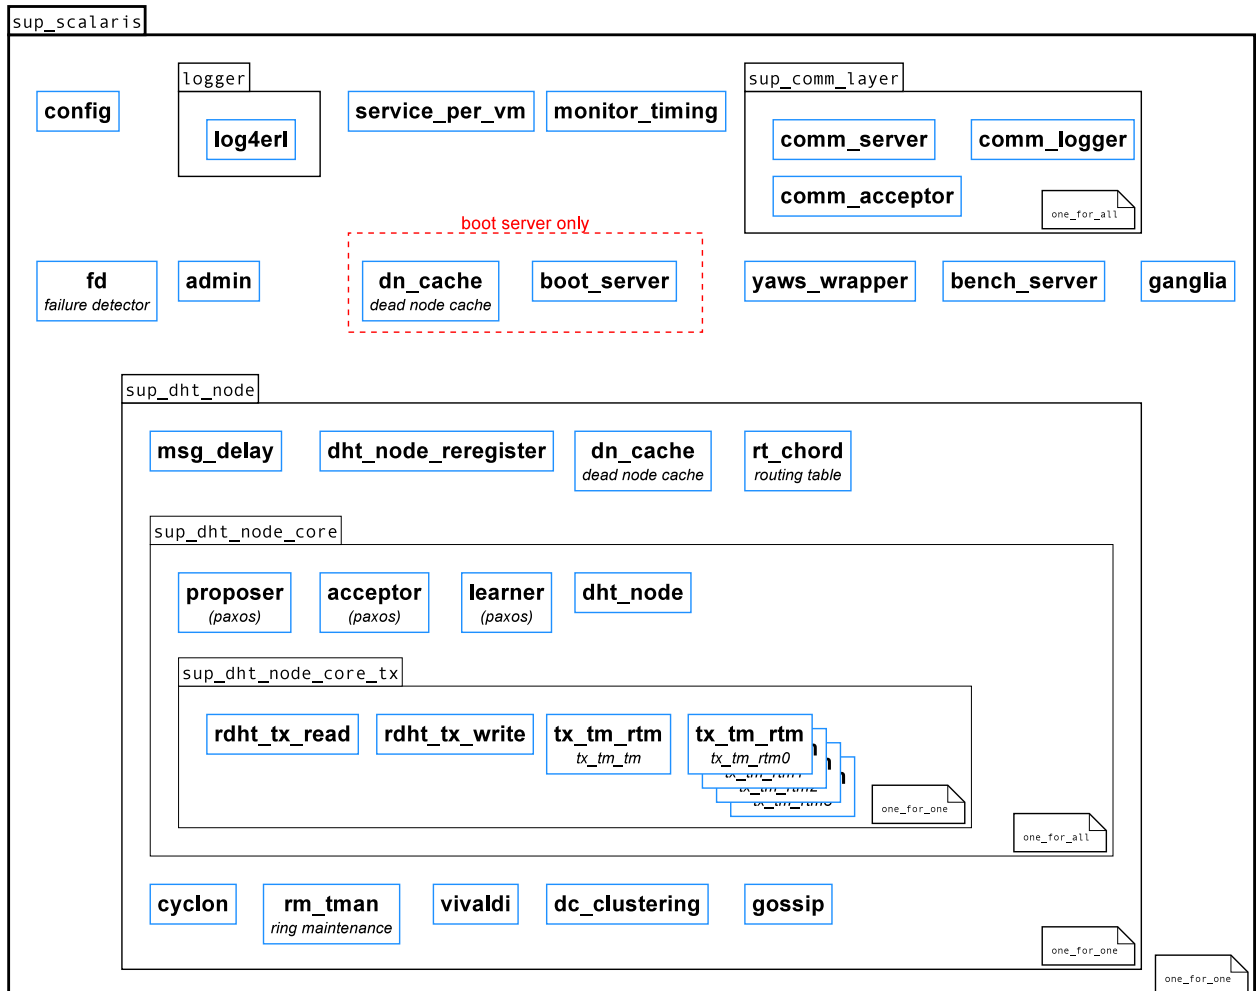 sup_scalaris
logger
sup_comm_layer
config
log4erl
service_per_vm
monitor_timing
comm_server
comm_logger
comm_acceptor
one_for_all
boot server only
fd
failure detector
admin
dn_cache
dead node cache
boot_server
yaws_wrapper
bench_server
ganglia
sup_dht_node
msg_delay
dht_node_reregister
dn_cache
dead node cache
rt_chord
routing table
sup_dht_node_core
proposer
(paxos)
acceptor
(paxos)
learner
(paxos)
dht_node
sup_dht_node_core_tx
rdht_tx_read
rdht_tx_write
tx_tm_rtm
tx_tm_tm
tx_tm_rtm
tx_tm_rtm0
one_for_one
one_for_all
cyclon
rm_tman
ring maintenance
vivaldi
dc_clustering
gossip
one_for_one
one_for_one